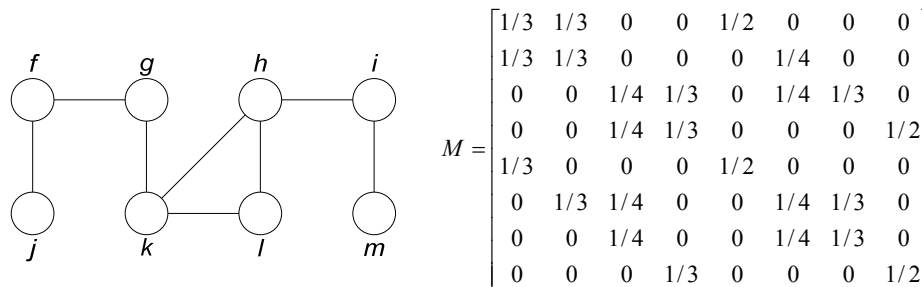 f g h i
j k l m
M =
1/3 1/3 0 0 1/2 0 0 0
1/3 1/3 0 0 0 1/4 0 0
0 0 1/4 1/3 0 1/4 1/3 0
0 0 1/4 1/3 0 0 0 1/2
1/3 0 0 0 1/2 0 0 0
0 1/3 1/4 0 0 1/4 1/3 0
0 0 1/4 0 0 1/4 1/3 0
0 0 0 1/3 0 0 0 1/2